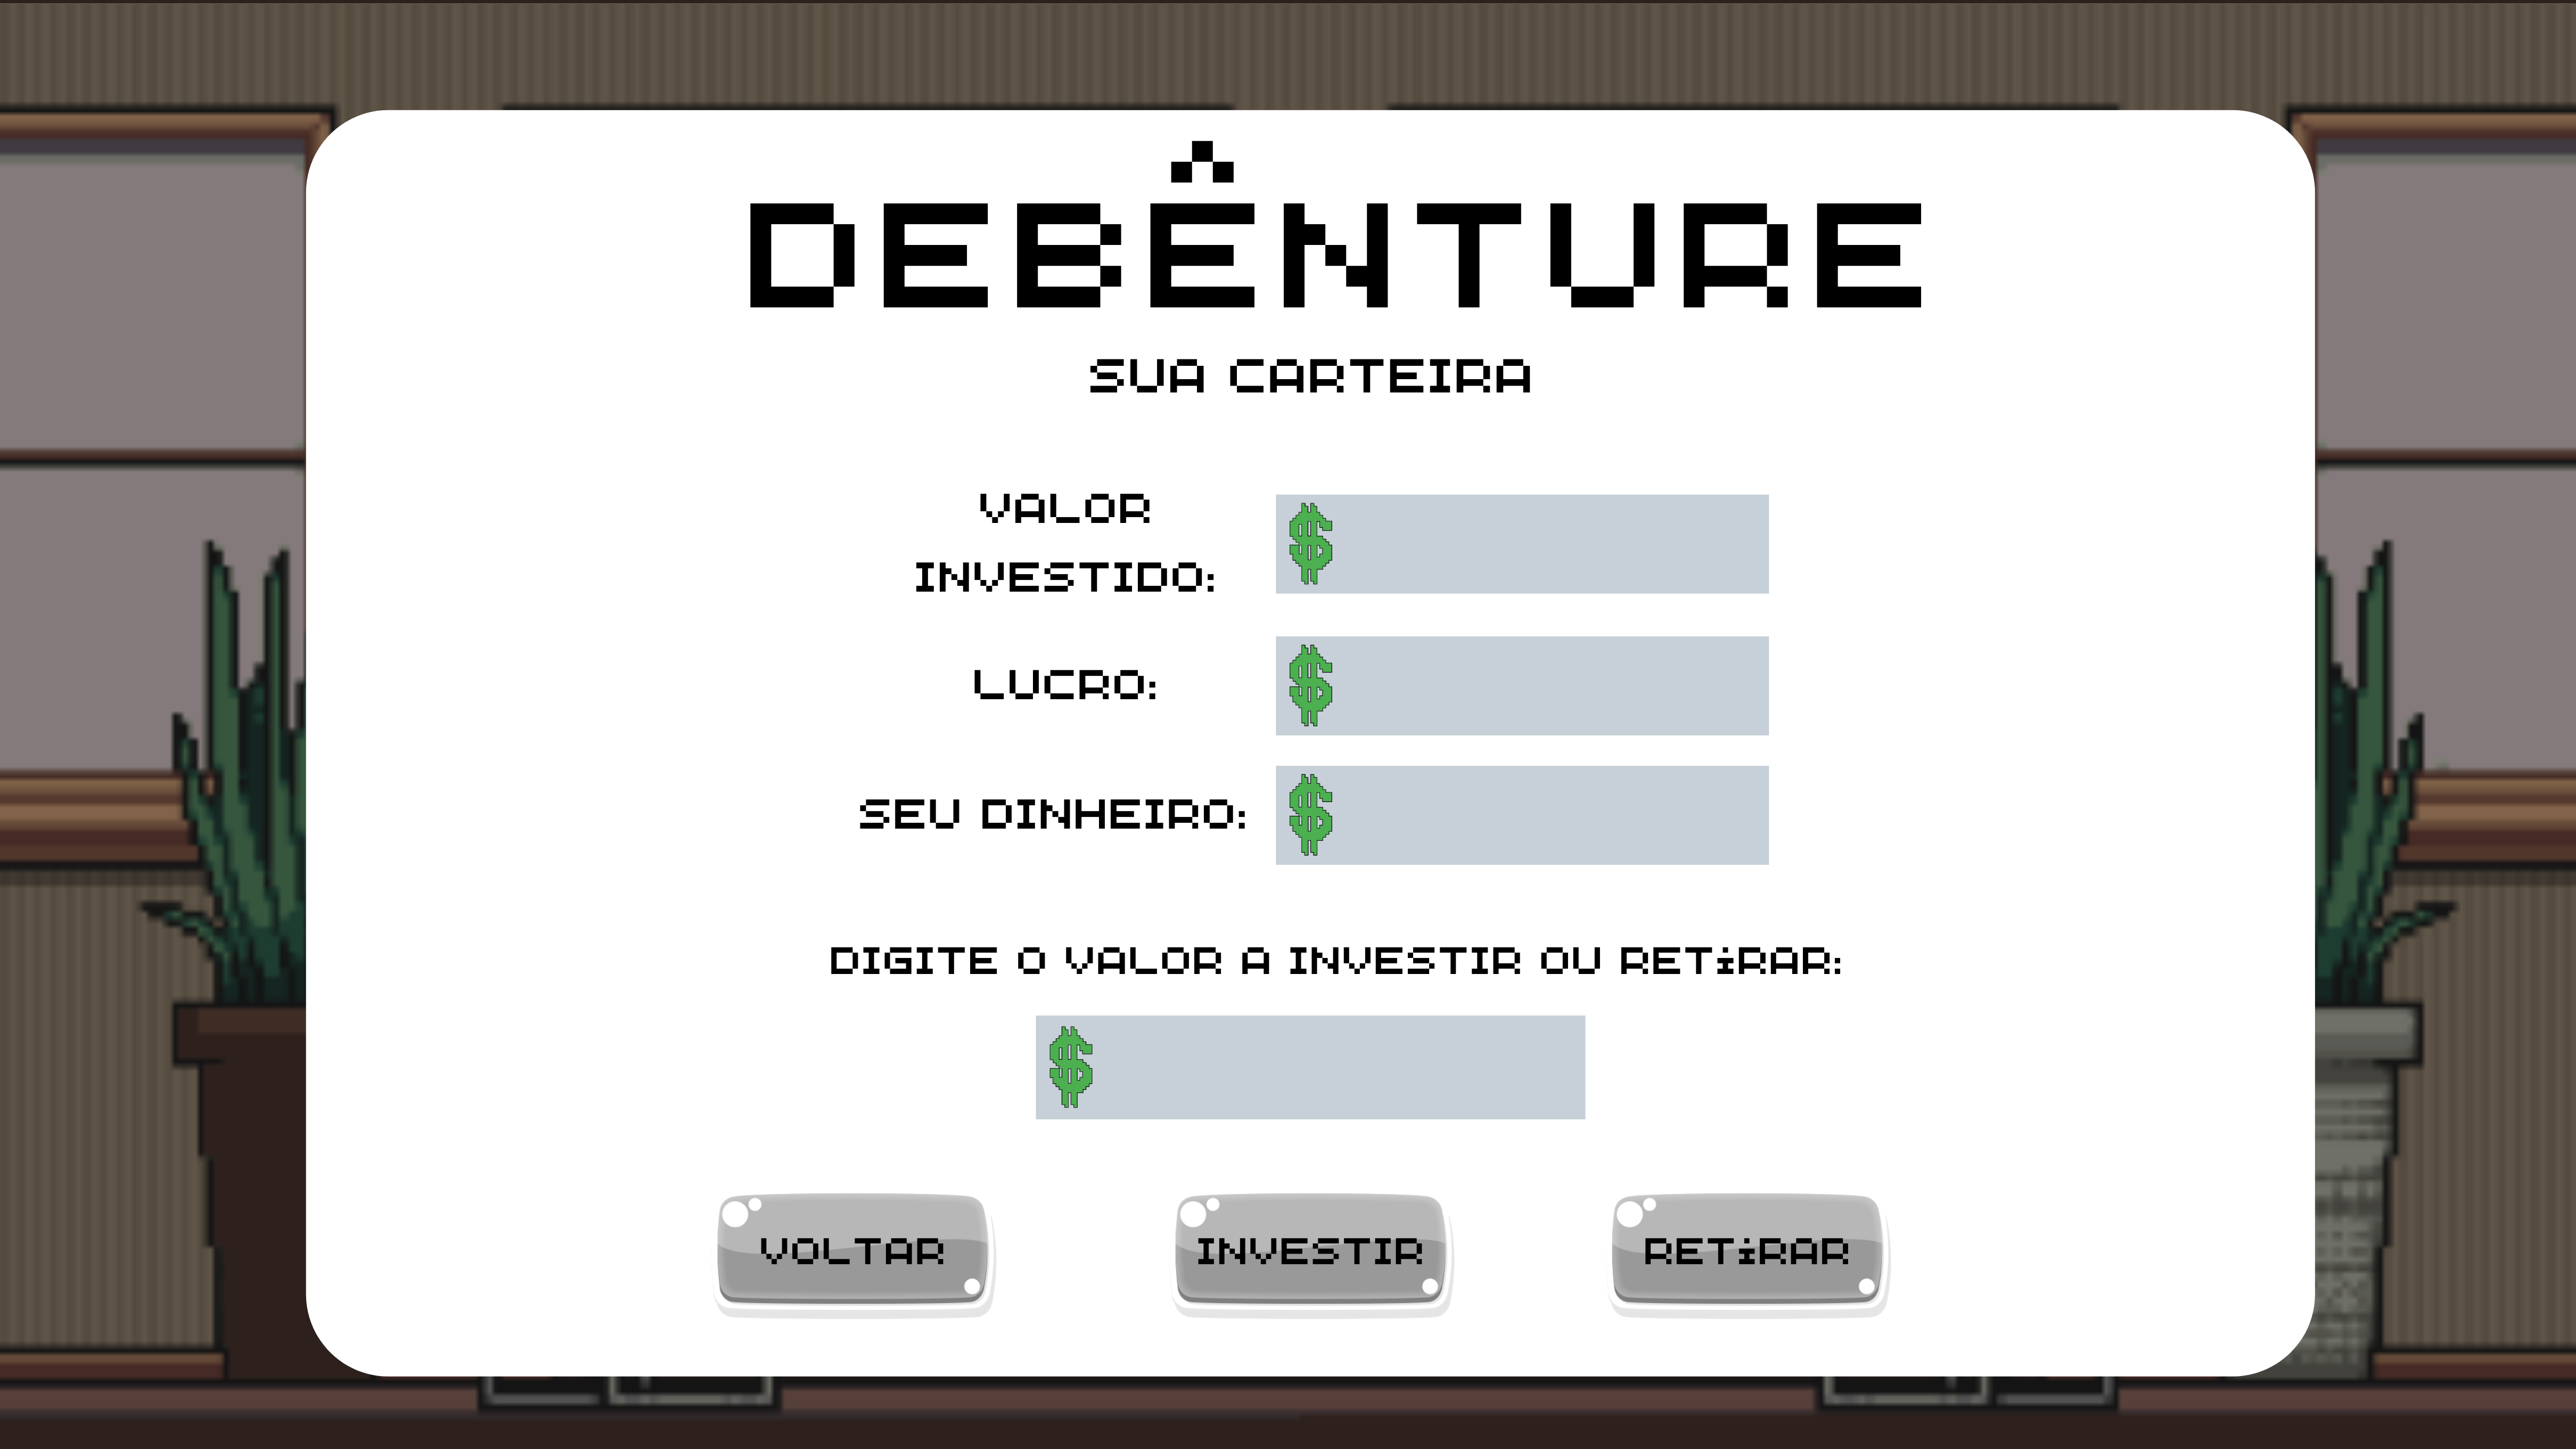 DEBÊNTURE
SUA CARTEIRA
VALOR
INVESTIDO:
$
LUCRO:
$
SEU DINHEIRO:
$
DIGITE O VALOR A INVESTIR OU RETiRAR:
$
VOLTAR
INVESTIR
RETiRAR